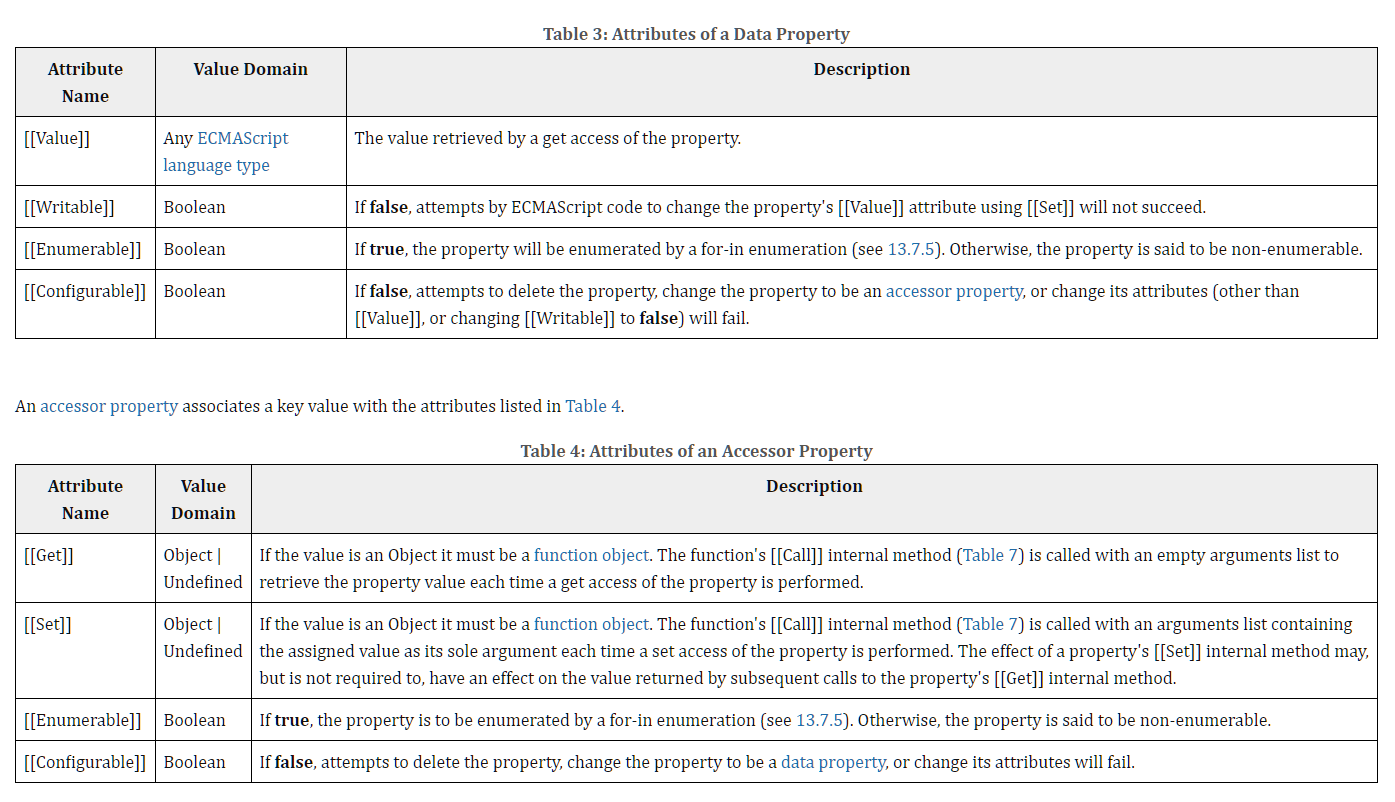 Table 3: Attributes of a Data Property
Attribute Name
Value Domain
Description
[[Value]]
Any ECMAScript
language type
The value retrieved by a get access of the property.
[[Writable]]
Boolean
If false, attempts by ECMAScript code to change the property's [[Value]] attribute using [[Set]] will not succeed.
[[Enumerable]]
Boolean
If true, the property will be enumerated by a for-in enumeration (see 13.7.5). Otherwise, the property is said to be non-enumerable.
[[Configurable]]
Boolean
If false, attempts to delete the property, change the property to be an accessor property, or change its attributes (other than
[[Value]], or changing [[Writable]] to false) will fail.
An accessor property associates a key value with the attributes listed in Table 4.
Table 4: Attributes of an Accessor Property
Attribute
Name
Value
Domain
Description
[[Get]]
Object |
Undefined
If the value is an Object it must be a function object. The function's [[Call]] internal method (Table 7) is called with an empty arguments list to
retrieve the property value each time a get access of the property is performed.
[[Set]]
Object |
Undefined
If the value is an Object it must be a function object. The function's [[Call]] internal method (Table 7) is called with an arguments list containing
the assigned value as its sole argument each time a set access of the property is performed. The effect of a property's [[Set]] internal method may,
but is not required to, have an effect on the value returned by subsequent calls to the property's [[Get]] internal method.
[[Enumerable]]
Boolean
If true, the property is to be enumerated by a for-in enumeration (see 13.7.5). Otherwise, the property is said to be non-enumerable.
[[Configurable]]
Boolean
If false, attempts to delete the property, change the property to be a data property, or change its attributes will fail.